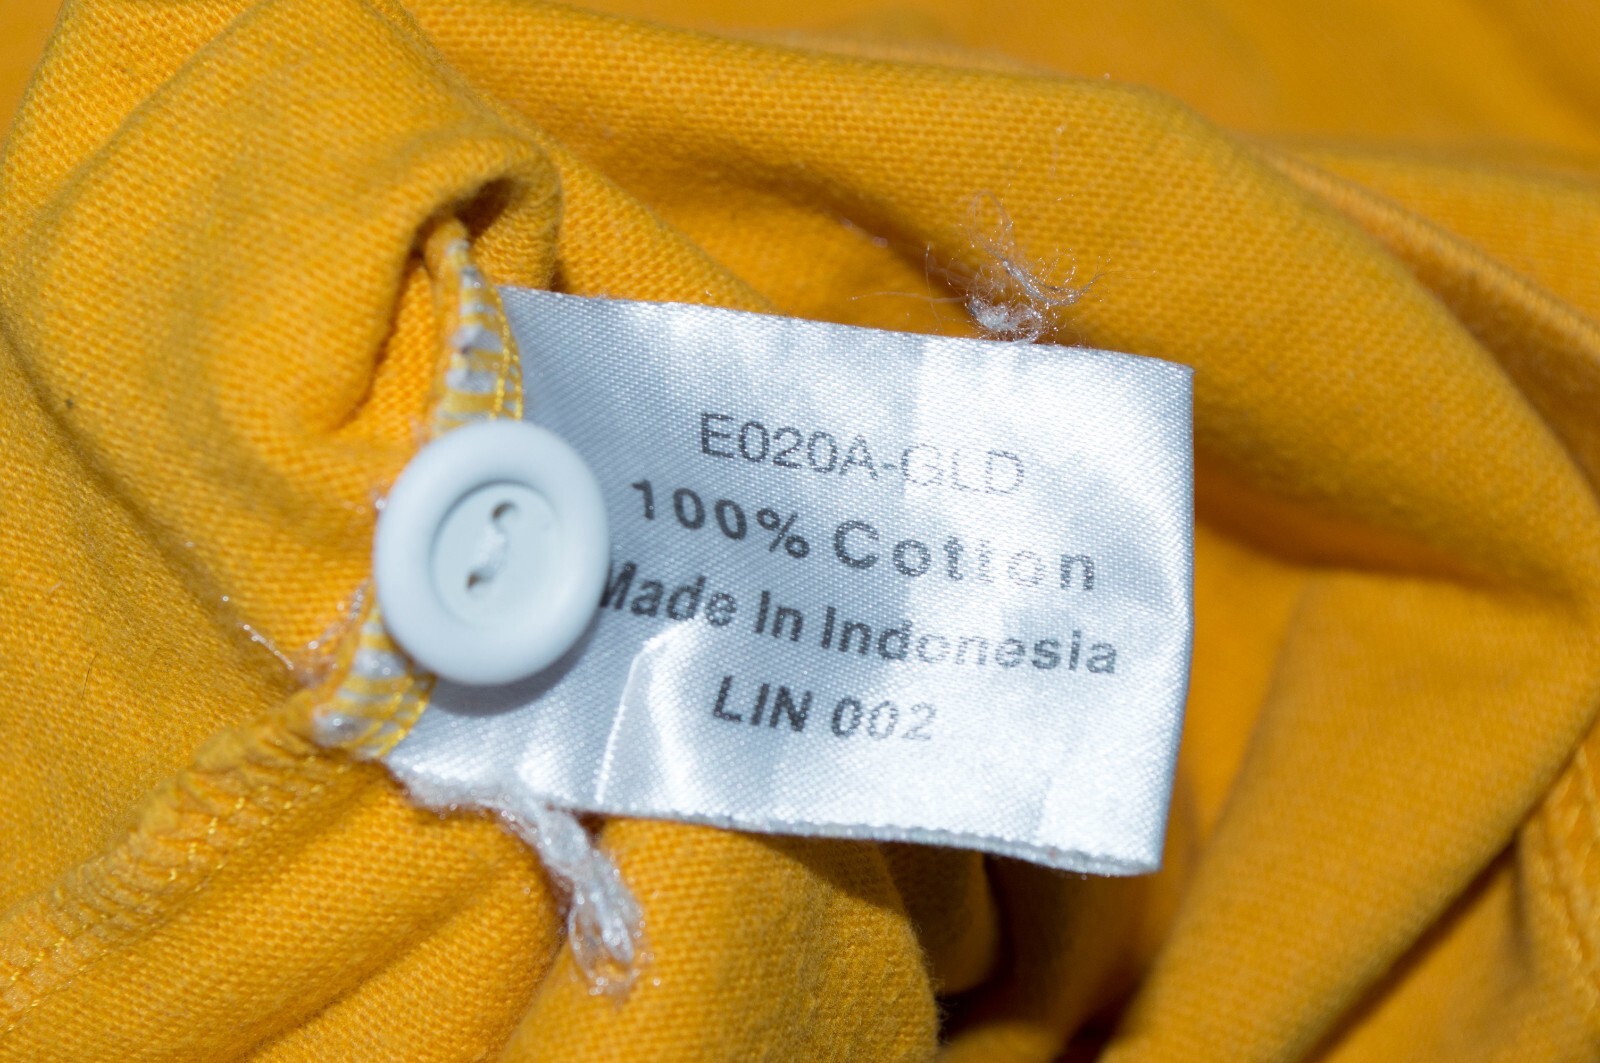 E020A-GLD
100% Cotton
Made In Indonesia
LIN 002